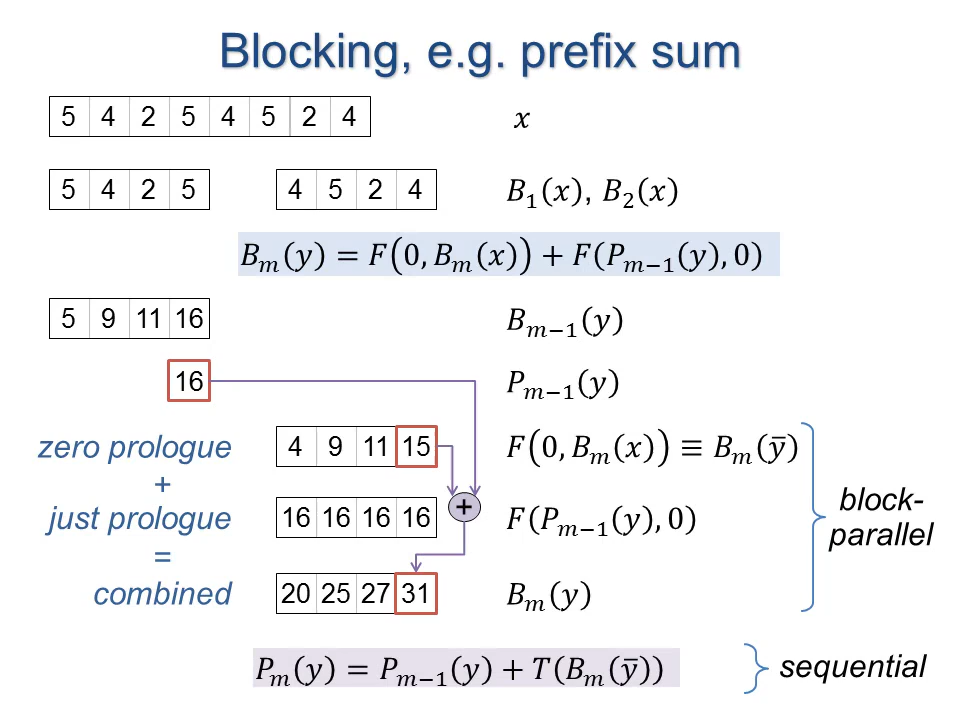 Blocking, e.g. prefix sum
5 4 2 5 4 5 2 4 x
5 4 2 5 4 5 2 4 B₁(x), B₂(x)
Bₘ(y) = F(0, Bₘ(x)) + F(Pₘ₋₁(y), 0)
5 9 11 16 Bₘ₋₁(y)
16 Pₘ₋₁(y)
zero prologue 4 9 11 15 F(0, Bₘ(x)) ≡ Bₘ(ȳ)
+
+
just prologue 16 16 16 16 F(Pₘ₋₁(y), 0)
block-
parallel
=
combined 20 25 27 31 Bₘ(y)
Pₘ(y) = Pₘ₋₁(y) + T(Bₘ(ȳ)) sequential